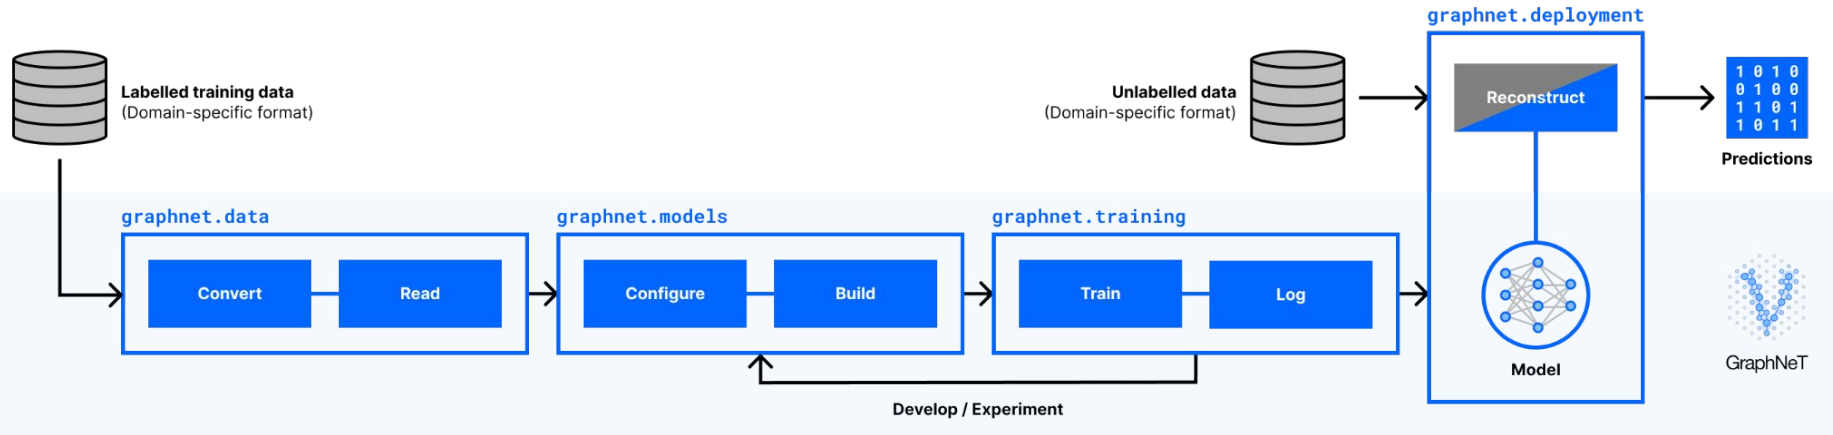 graphnet.deployment
Labelled training data
(Domain-specific format)
Unlabelled data
(Domain-specific format)
Reconstruct
1 0 1 0
0 1 0 0
1 1 0 1
1 0 1 1
Predictions
graphnet.data
graphnet.models
graphnet.training
Convert
Read
Configure
Build
Train
Log
Model
GraphNeT
Develop / Experiment